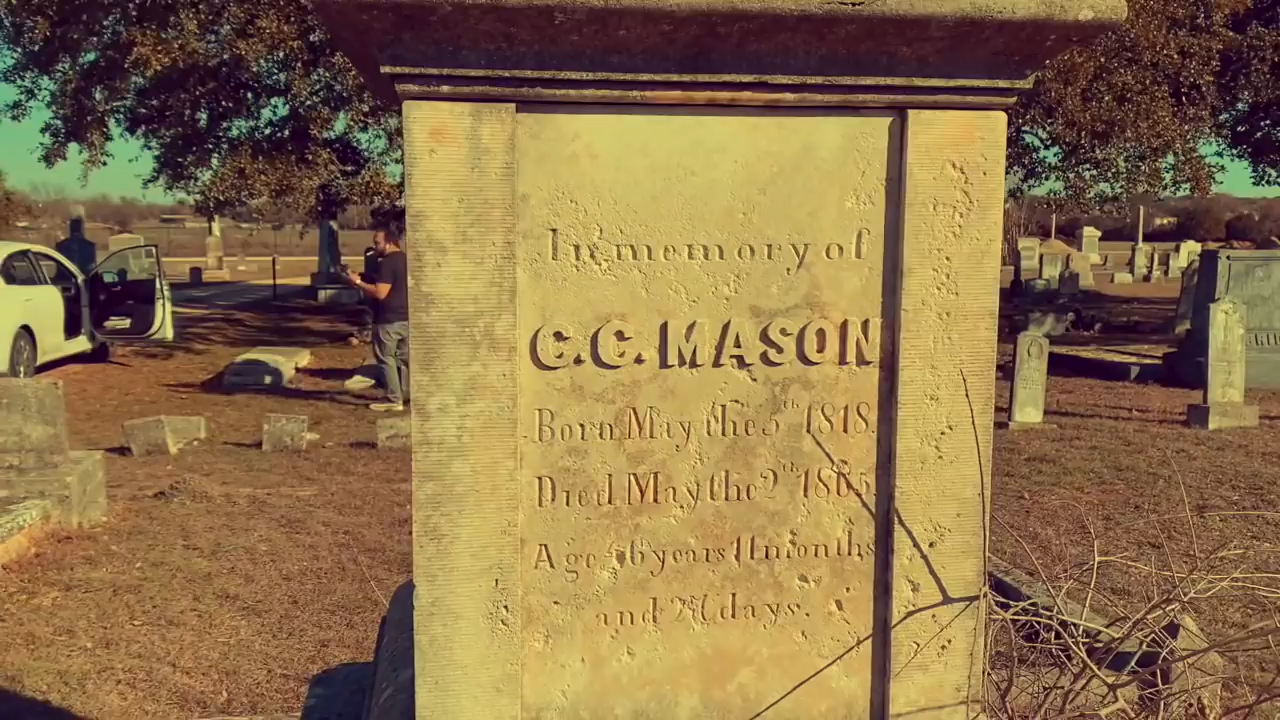 In memory of
C.C. MASON
Born May the 5th 1818.
Died May the 2th 1865.
Age 46 years 11 months
and 27 days.